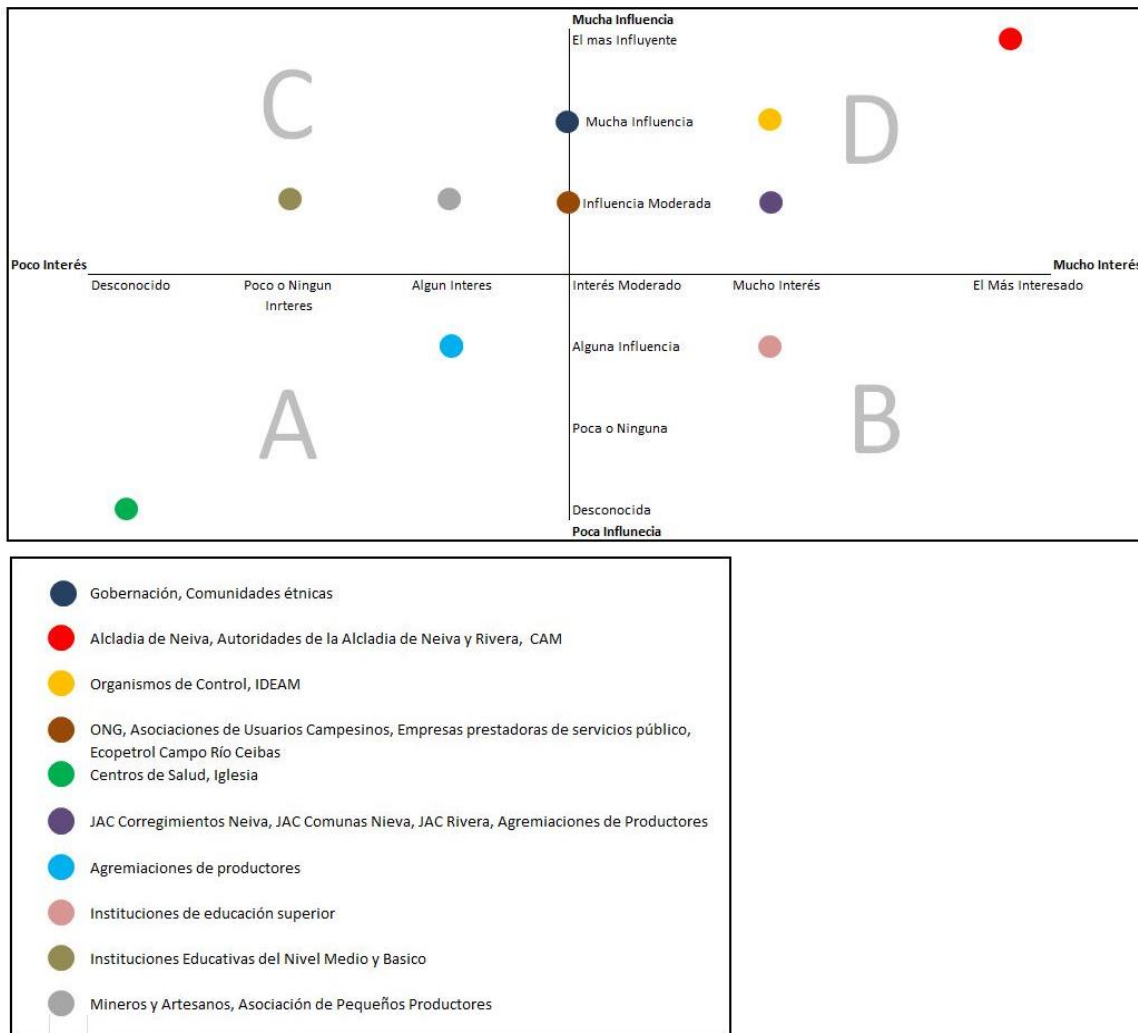 Mucha Influencia
El mas Influyente
C
D
Mucha Influencia
Influencia Moderada
Poco Interés
Mucho Interés
Desconocido
Poco o Ningun
Inrteres
Algun Interes
Interés Moderado
Mucho Interés
El Más Interesado
Alguna Influencia
A
B
Poca o Ninguna
Desconocida
Poca Influnecia
Gobernación, Comunidades étnicas
Alcladia de Neiva, Autoridades de la Alcladia de Neiva y Rivera, CAM
Organismos de Control, IDEAM
ONG, Asociaciones de Usuarios Campesinos, Empresas prestadoras de servicios público,
Ecopetrol Campo Río Ceibas
Centros de Salud, Iglesia
JAC Corregimientos Neiva, JAC Comunas Nieva, JAC Rivera, Agremiaciones de Productores
Agremiaciones de productores
Instituciones de educación superior
Instituciones Educativas del Nivel Medio y Basico
Mineros y Artesanos, Asociación de Pequeños Productores